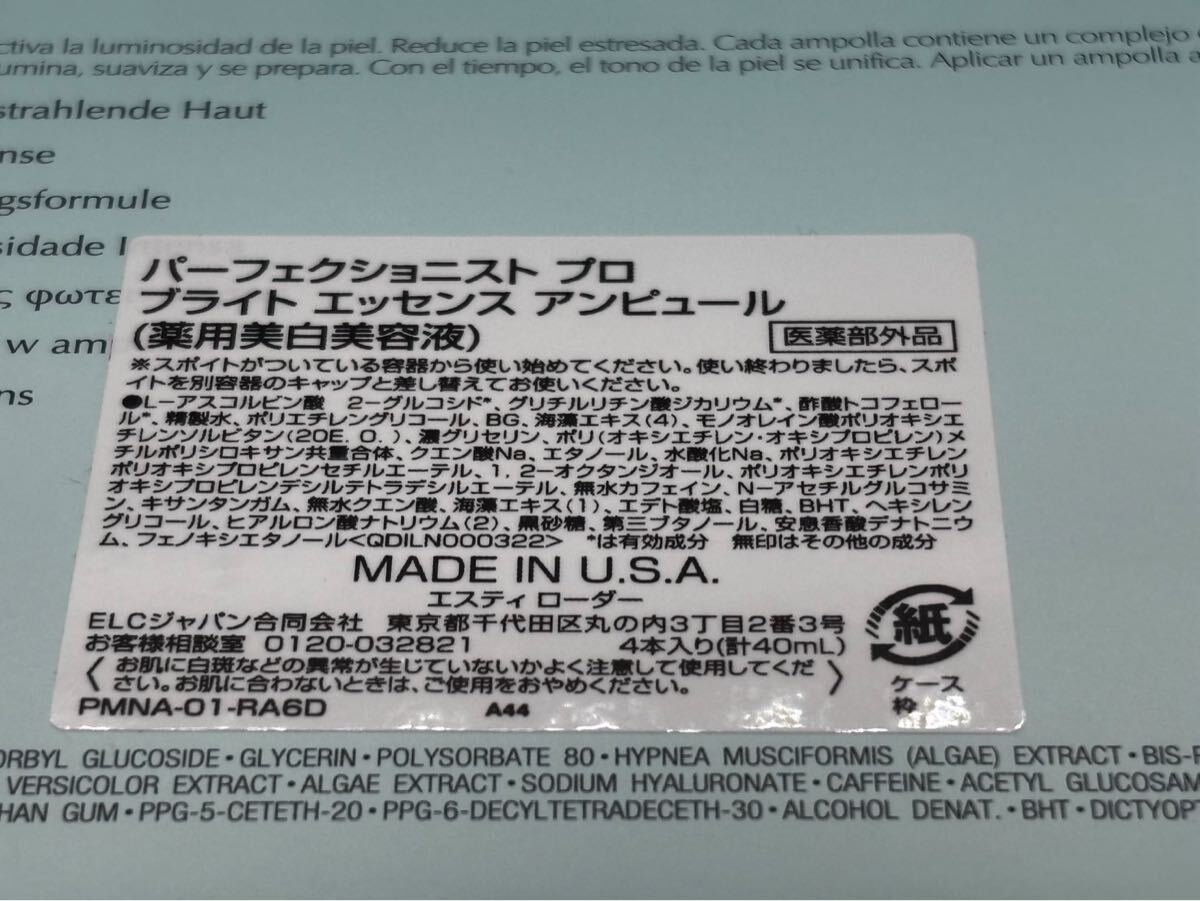 ctiva la luminosidad de la piel. Reduce la piel estresada. Cada ampolla contiene un complejo
umina, suaviza y se prepara. Con el tiempo, el tono de la piel se unifica. Aplicar un ampolla a
strahlende Haut
nse
gsformule
sidade I
ς φωτε
w amp
ns
パーフェクショニスト プロ
ブライト エッセンス アンピュール
(薬用美白美容液) 医薬部外品
※スポイトがついている容器から使い始めてください。使い終わりましたら、スポ
イトを別容器のキャップと差し替えてお使いください。
●L-アスコルビン酸 2-グルコシド*、グリチルリチン酸ジカリウム*、酢酸トコフェロ
ール*、精製水、ポリエチレングリコール、BG、海藻エキス(4)、モノオレイン酸ポリオキシエ
チレンソルビタン(20E.O.)、濃グリセリン、ポリ(オキシエチレン・オキシプロピレン)メ
チルポリシロキサン共重合体、クエン酸Na、エタノール、水酸化Na、ポリオキシエチレン
ポリオキシプロピレンセチルエーテル、1,2-オクタンジオール、ポリオキシエチレンポリ
オキシプロピレンデシルテトラデシルエーテル、無水カフェイン、N-アセチルグルコサミ
ン、キサンタンガム、無水クエン酸、海藻エキス(1)、エデト酸塩、白糖、BHT、ヘキシレン
グリコール、ヒアルロン酸ナトリウム(2)、黒砂糖、第三ブタノール、安息香酸デナトニウ
ム、フェノキシエタノール<QDILN000322> *は有効成分 無印はその他の成分
MADE IN U.S.A.
エスティ ローダー
ELCジャパン合同会社 東京都千代田区丸の内3丁目2番3号
お客様相談室 0120-032821 4本入り(計40mL)
〈お肌に白斑などの異常が生じていないかよく注意して使用してくだ
さい。お肌に合わないときは、ご使用をおやめください。〉
PMNA-01-RA6D A44
紙
ケース
枠
ORBYL GLUCOSIDE•GLYCERIN•POLYSORBATE 80•HYPNEA MUSCIFORMIS (ALGAE) EXTRACT•BIS-P
VERSICOLOR EXTRACT•ALGAE EXTRACT•SODIUM HYALURONATE•CAFFEINE•ACETYL GLUCOSAM
HAN GUM•PPG-5-CETETH-20•PPG-6-DECYLTETRADECETH-30•ALCOHOL DENAT.•BHT•DICTYOPT